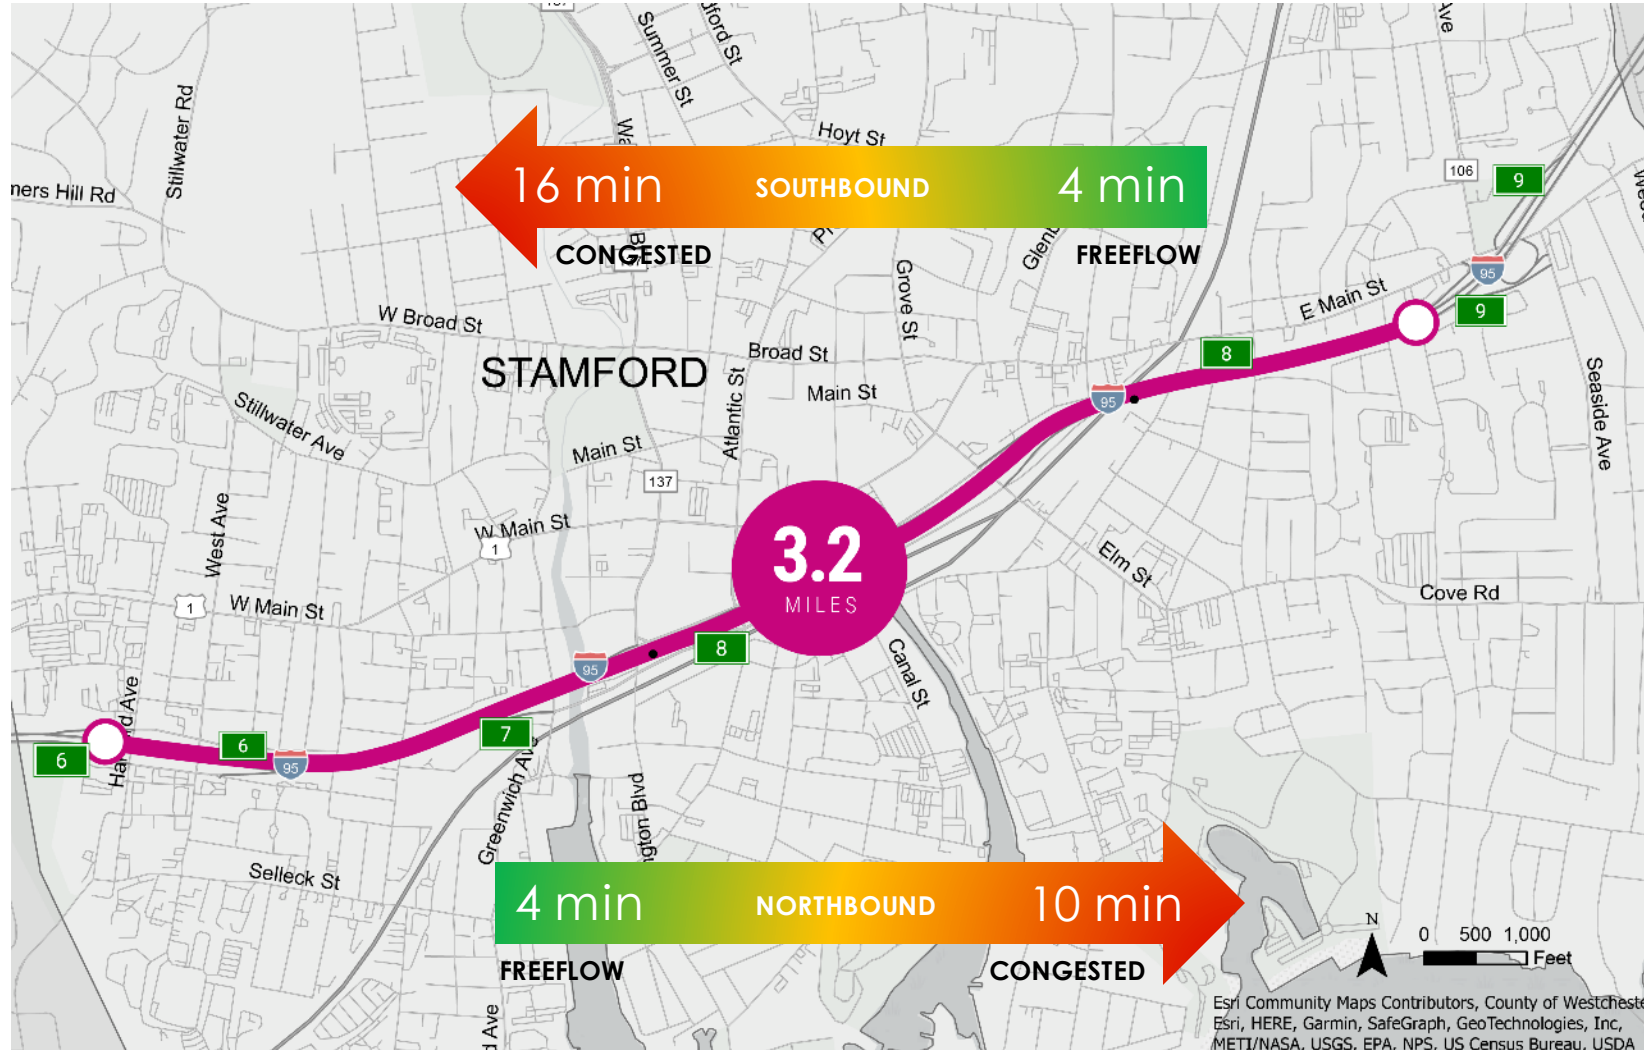 Summer St
Hoyt St
Stillwater Rd
16 min
SOUTHBOUND
4 min
CONGESTED
FREEFLOW
106
9
95
9
E Main St
Grove St
W Broad St
STAMFORD
Broad St
Main St
Atlantic St
8
95
Seaside Ave
Stillwater Ave
Main St
137
West Ave
W Main St
1
3.2
MILES
Elm St
Cove Rd
1
W Main St
95
8
Canal St
7
6
6
95
Greenwich Ave
Selleck St
4 min
NORTHBOUND
10 min
FREEFLOW
CONGESTED
N
0 500 1,000
Feet
Esri Community Maps Contributors, County of
Esri, HERE, Garmin, SafeGraph, GeoTechnologies, Inc,
METI/NASA, USGS, EPA, NPS, US Census Bureau, USDA